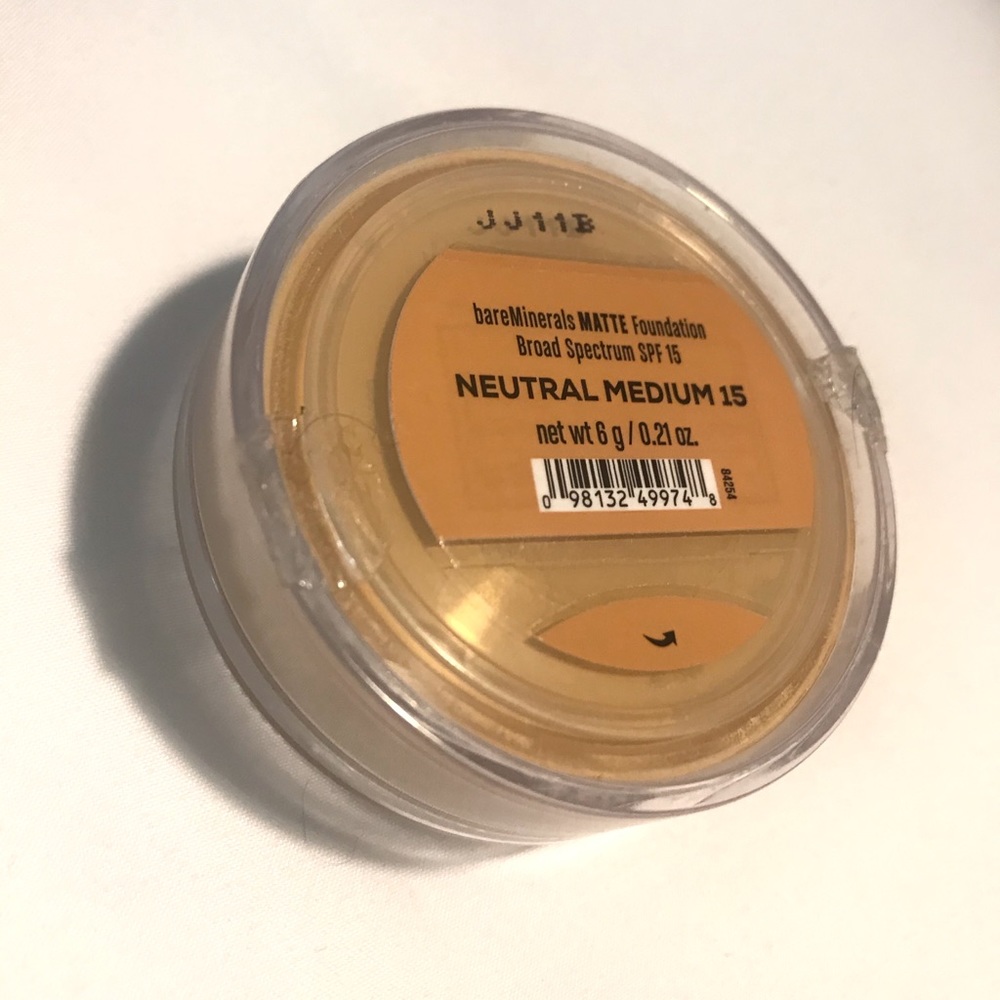 JJ11B
bareMinerals MATTE Foundation
Broad Spectrum SPF 15
NEUTRAL MEDIUM 15
net wt 6 g / 0.21 oz.
84254
0 98132 49974 8